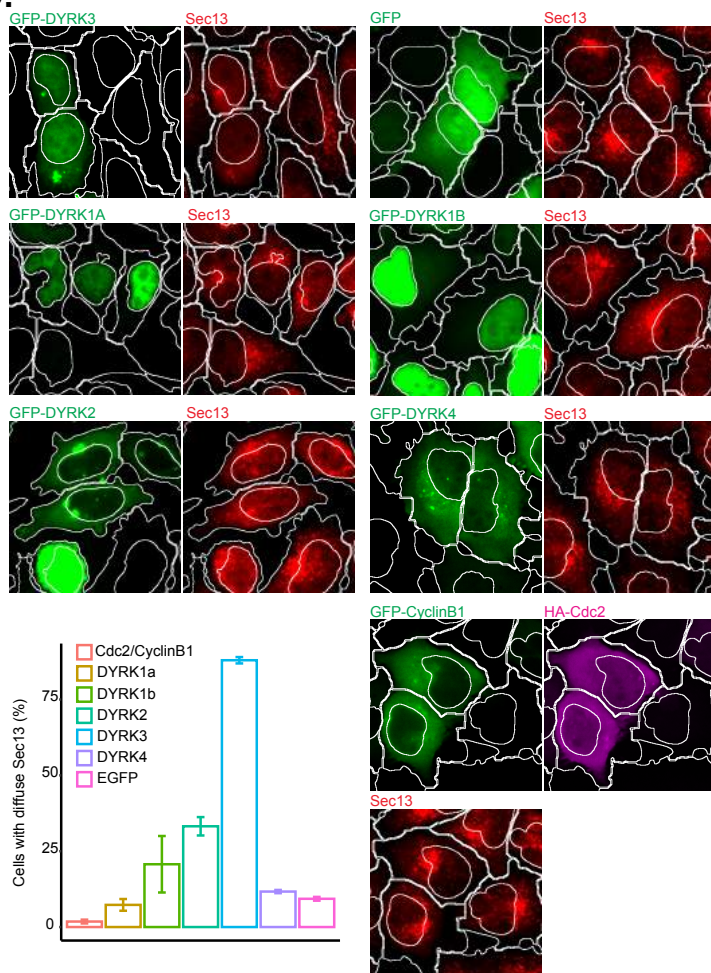 GFP-DYRK3 Sec13 GFP Sec13
GFP-DYRK1A Sec13 GFP-DYRK1B Sec13
GFP-DYRK2 Sec13 GFP-DYRK4 Sec13
GFP-CyclinB1 HA-Cdc2
Sec13
Cells with diffuse Sec13 (%)
75
50
25
0
Cdc2/CyclinB1
DYRK1a
DYRK1b
DYRK2
DYRK3
DYRK4
EGFP